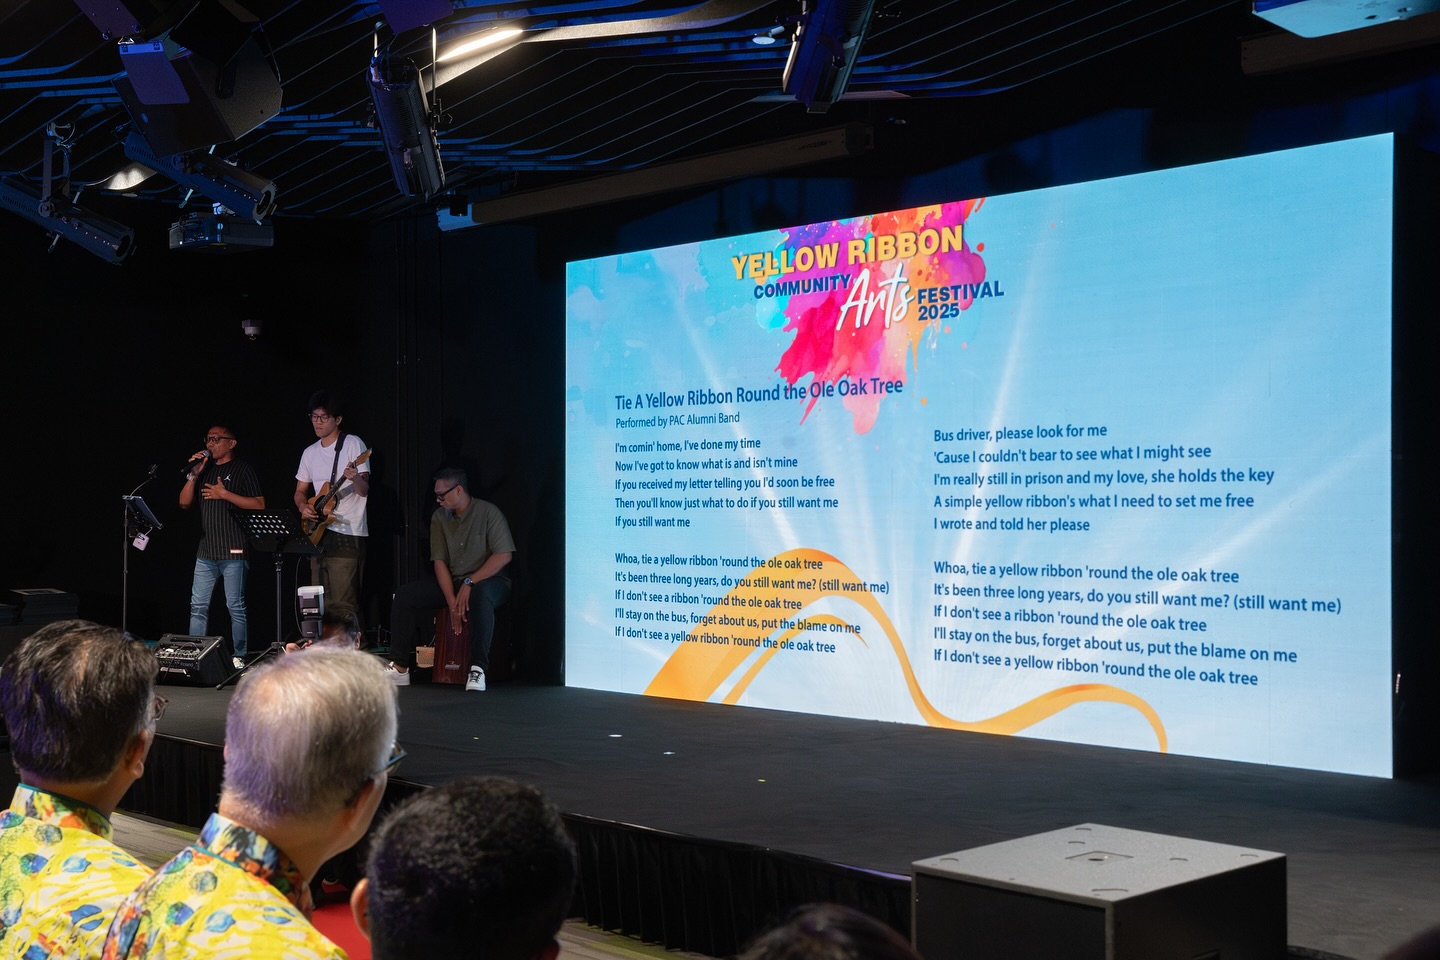 YELLOW RIBBON
COMMUNITY Arts FESTIVAL
2025
Tie A Yellow Ribbon Round the Ole Oak Tree
Performed by PAC Alumni Band
I'm comin' home, I've done my time
Now I've got to know what is and isn't mine
If you received my letter telling you I'd soon be free
Then you'll know just what to do if you still want me
If you still want me
Whoa, tie a yellow ribbon 'round the ole oak tree
It's been three long years, do you still want me? (still want me)
If I don't see a ribbon 'round the ole oak tree
I'll stay on the bus, forget about us, put the blame on me
If I don't see a yellow ribbon 'round the ole oak tree
Bus driver, please look for me
'Cause I couldn't bear to see what I might see
I'm really still in prison and my love, she holds the key
A simple yellow ribbon's what I need to set me free
I wrote and told her please
Whoa, tie a yellow ribbon 'round the ole oak tree
It's been three long years, do you still want me? (still want me)
If I don't see a ribbon 'round the ole oak tree
I'll stay on the bus, forget about us, put the blame on me
If I don't see a yellow ribbon 'round the ole oak tree